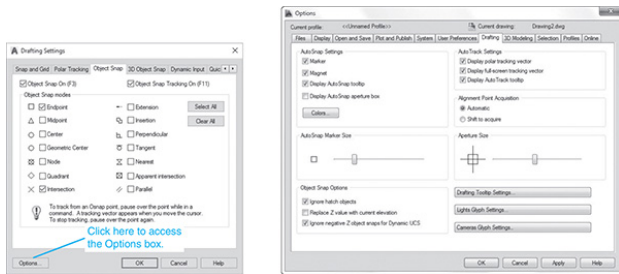 Drafting Settings
Snap and Grid Polar Tracking Object Snap 3D Object Snap Dynamic Input Quic
Object Snap On (F3) Object Snap Tracking On (F11)
Object Snap modes
Endpoint Extension Select All
Midpoint Insertion Clear All
Center Perpendicular
Geometric Center Tangent
Node Nearest
Quadrant Apparent intersection
Intersection Parallel
To track from an Osnap point, pause over the point while in a
command. A tracking vector appears when you move the cursor.
To stop tracking, pause over the point again.
Click here to access
the Options box.
Options... OK Cancel Help
Options
Current profile: <<Unnamed Profile>> Current drawing: Drawing2.dwg
Files Display Open and Save Plot and Publish System User Preferences Drafting 3D Modeling Selection Profiles Online
AutoSnap Settings AutoTrack Settings
Marker Display polar tracking vector
Magnet Display full-screen tracking vector
Display AutoSnap tooltip Display AutoTrack tooltip
Display AutoSnap aperture box Alignment Point Acquisition
Colors... Automatic
Shift to acquire
AutoSnap Marker Size Aperture Size
Object Snap Options Drafting Tooltip Settings...
Ignore hatch objects
Replace Z value with current elevation Lights Glyph Settings...
Ignore negative Z object snaps for Dynamic UCS
Cameras Glyph Settings...
OK Cancel Apply Help